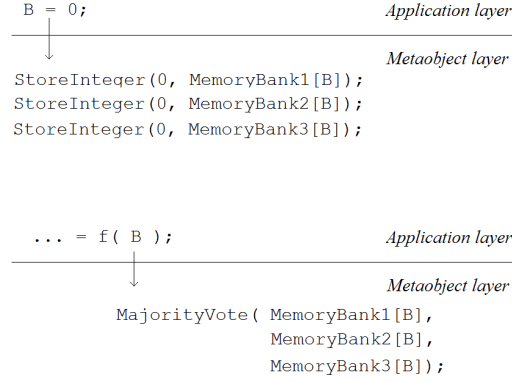 B = 0; Application layer
Metaobject layer
StoreInteger(0, MemoryBank1[B]);
StoreInteger(0, MemoryBank2[B]);
StoreInteger(0, MemoryBank3[B]);
... = f( B ); Application layer
Metaobject layer
MajorityVote( MemoryBank1[B],
MemoryBank2[B],
MemoryBank3[B]);